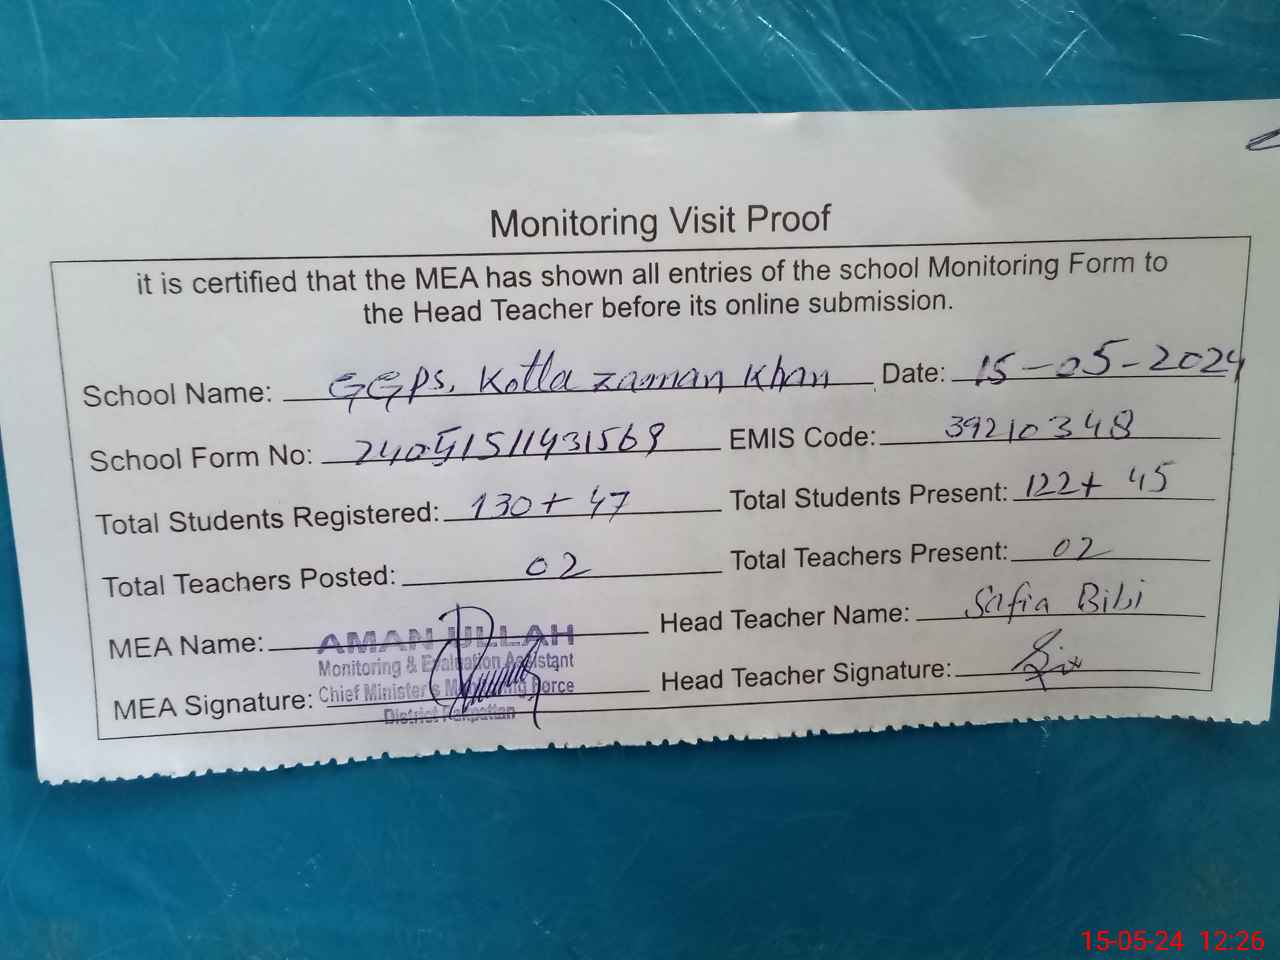 Monitoring Visit Proof
it is certified that the MEA has shown all entries of the school Monitoring Form to
the Head Teacher before its online submission.
School Name: GGPS, Kotla Zaman Khan Date: 15-05-2024
School Form No: 24051511431569 EMIS Code: 39210348
Total Students Registered: 130+47 Total Students Present: 122+ 45
Total Teachers Posted: 02 Total Teachers Present: 02
MEA Name: AMAN ULLAH Head Teacher Name: Safia Bibi
Monitoring & Evaluation Assistant
MEA Signature: Chief Minister's Monitoring Force Head Teacher Signature:
District Pakpattan
15-05-24 12:26